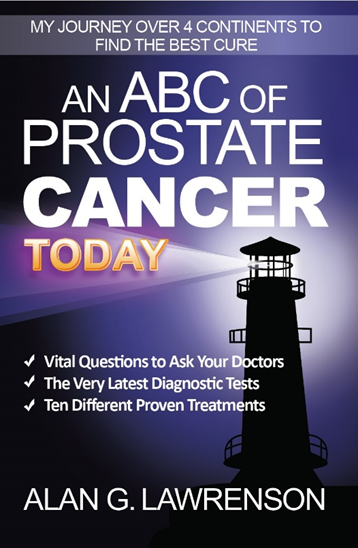 MY JOURNEY OVER 4 CONTINENTS TO
FIND THE BEST CURE
AN ABC OF
PROSTATE
CANCER
TODAY
✓ Vital Questions to Ask Your Doctors
✓ The Very Latest Diagnostic Tests
✓ Ten Different Proven Treatments
ALAN G. LAWRENSON